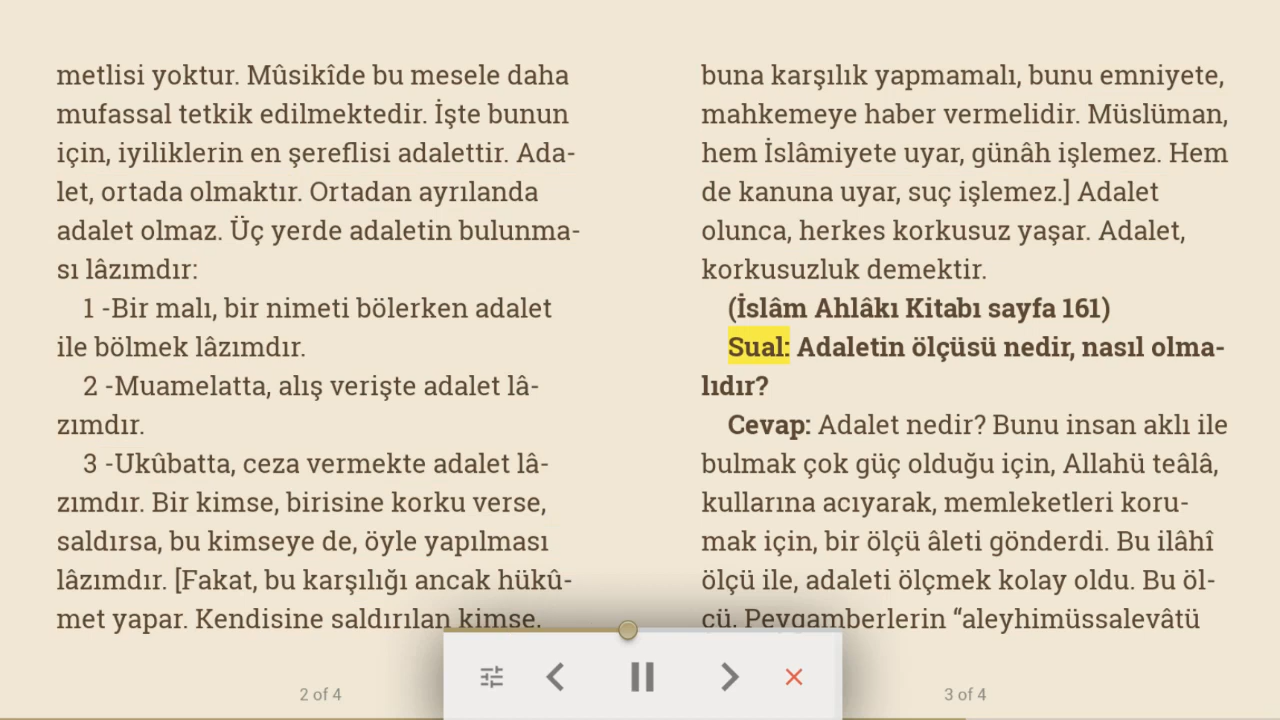 metlisi yoktur. Mûsikîde bu mesele daha
mufassal tetkik edilmektedir. İşte bunun
için, iyiliklerin en şereflisi adalettir. Ada-
let, ortada olmaktır. Ortadan ayrılanda
adalet olmaz. Üç yerde adaletin bulunma-
sı lâzımdır:
1 -Bir malı, bir nimeti bölerken adalet
ile bölmek lâzımdır.
2 -Muamelatta, alış verişte adalet lâ-
zımdır.
3 -Ukûbatta, ceza vermekte adalet lâ-
zımdır. Bir kimse, birisine korku verse,
saldırsa, bu kimseye de, öyle yapılması
lâzımdır. [Fakat, bu karşılığı ancak hükû-
met yapar. Kendisine saldırılan kimse,
2 of 4
buna karşılık yapmamalı, bunu emniyete,
mahkemeye haber vermelidir. Müslüman,
hem İslâmiyete uyar, günâh işlemez. Hem
de kanuna uyar, suç işlemez.] Adalet
olunca, herkes korkusuz yaşar. Adalet,
korkusuzluk demektir.
(İslâm Ahlâkı Kitabı sayfa 161)
Sual: Adaletin ölçüsü nedir, nasıl olma-
lıdır?
Cevap: Adalet nedir? Bunu insan aklı ile
bulmak çok güç olduğu için, Allahü teâlâ,
kullarına acıyarak, memleketleri koru-
mak için, bir ölçü âleti gönderdi. Bu ilâhî
ölçü ile, adaleti ölçmek kolay oldu. Bu öl-
çü, Peygamberlerin “aleyhimüssalevâtü
3 of 4